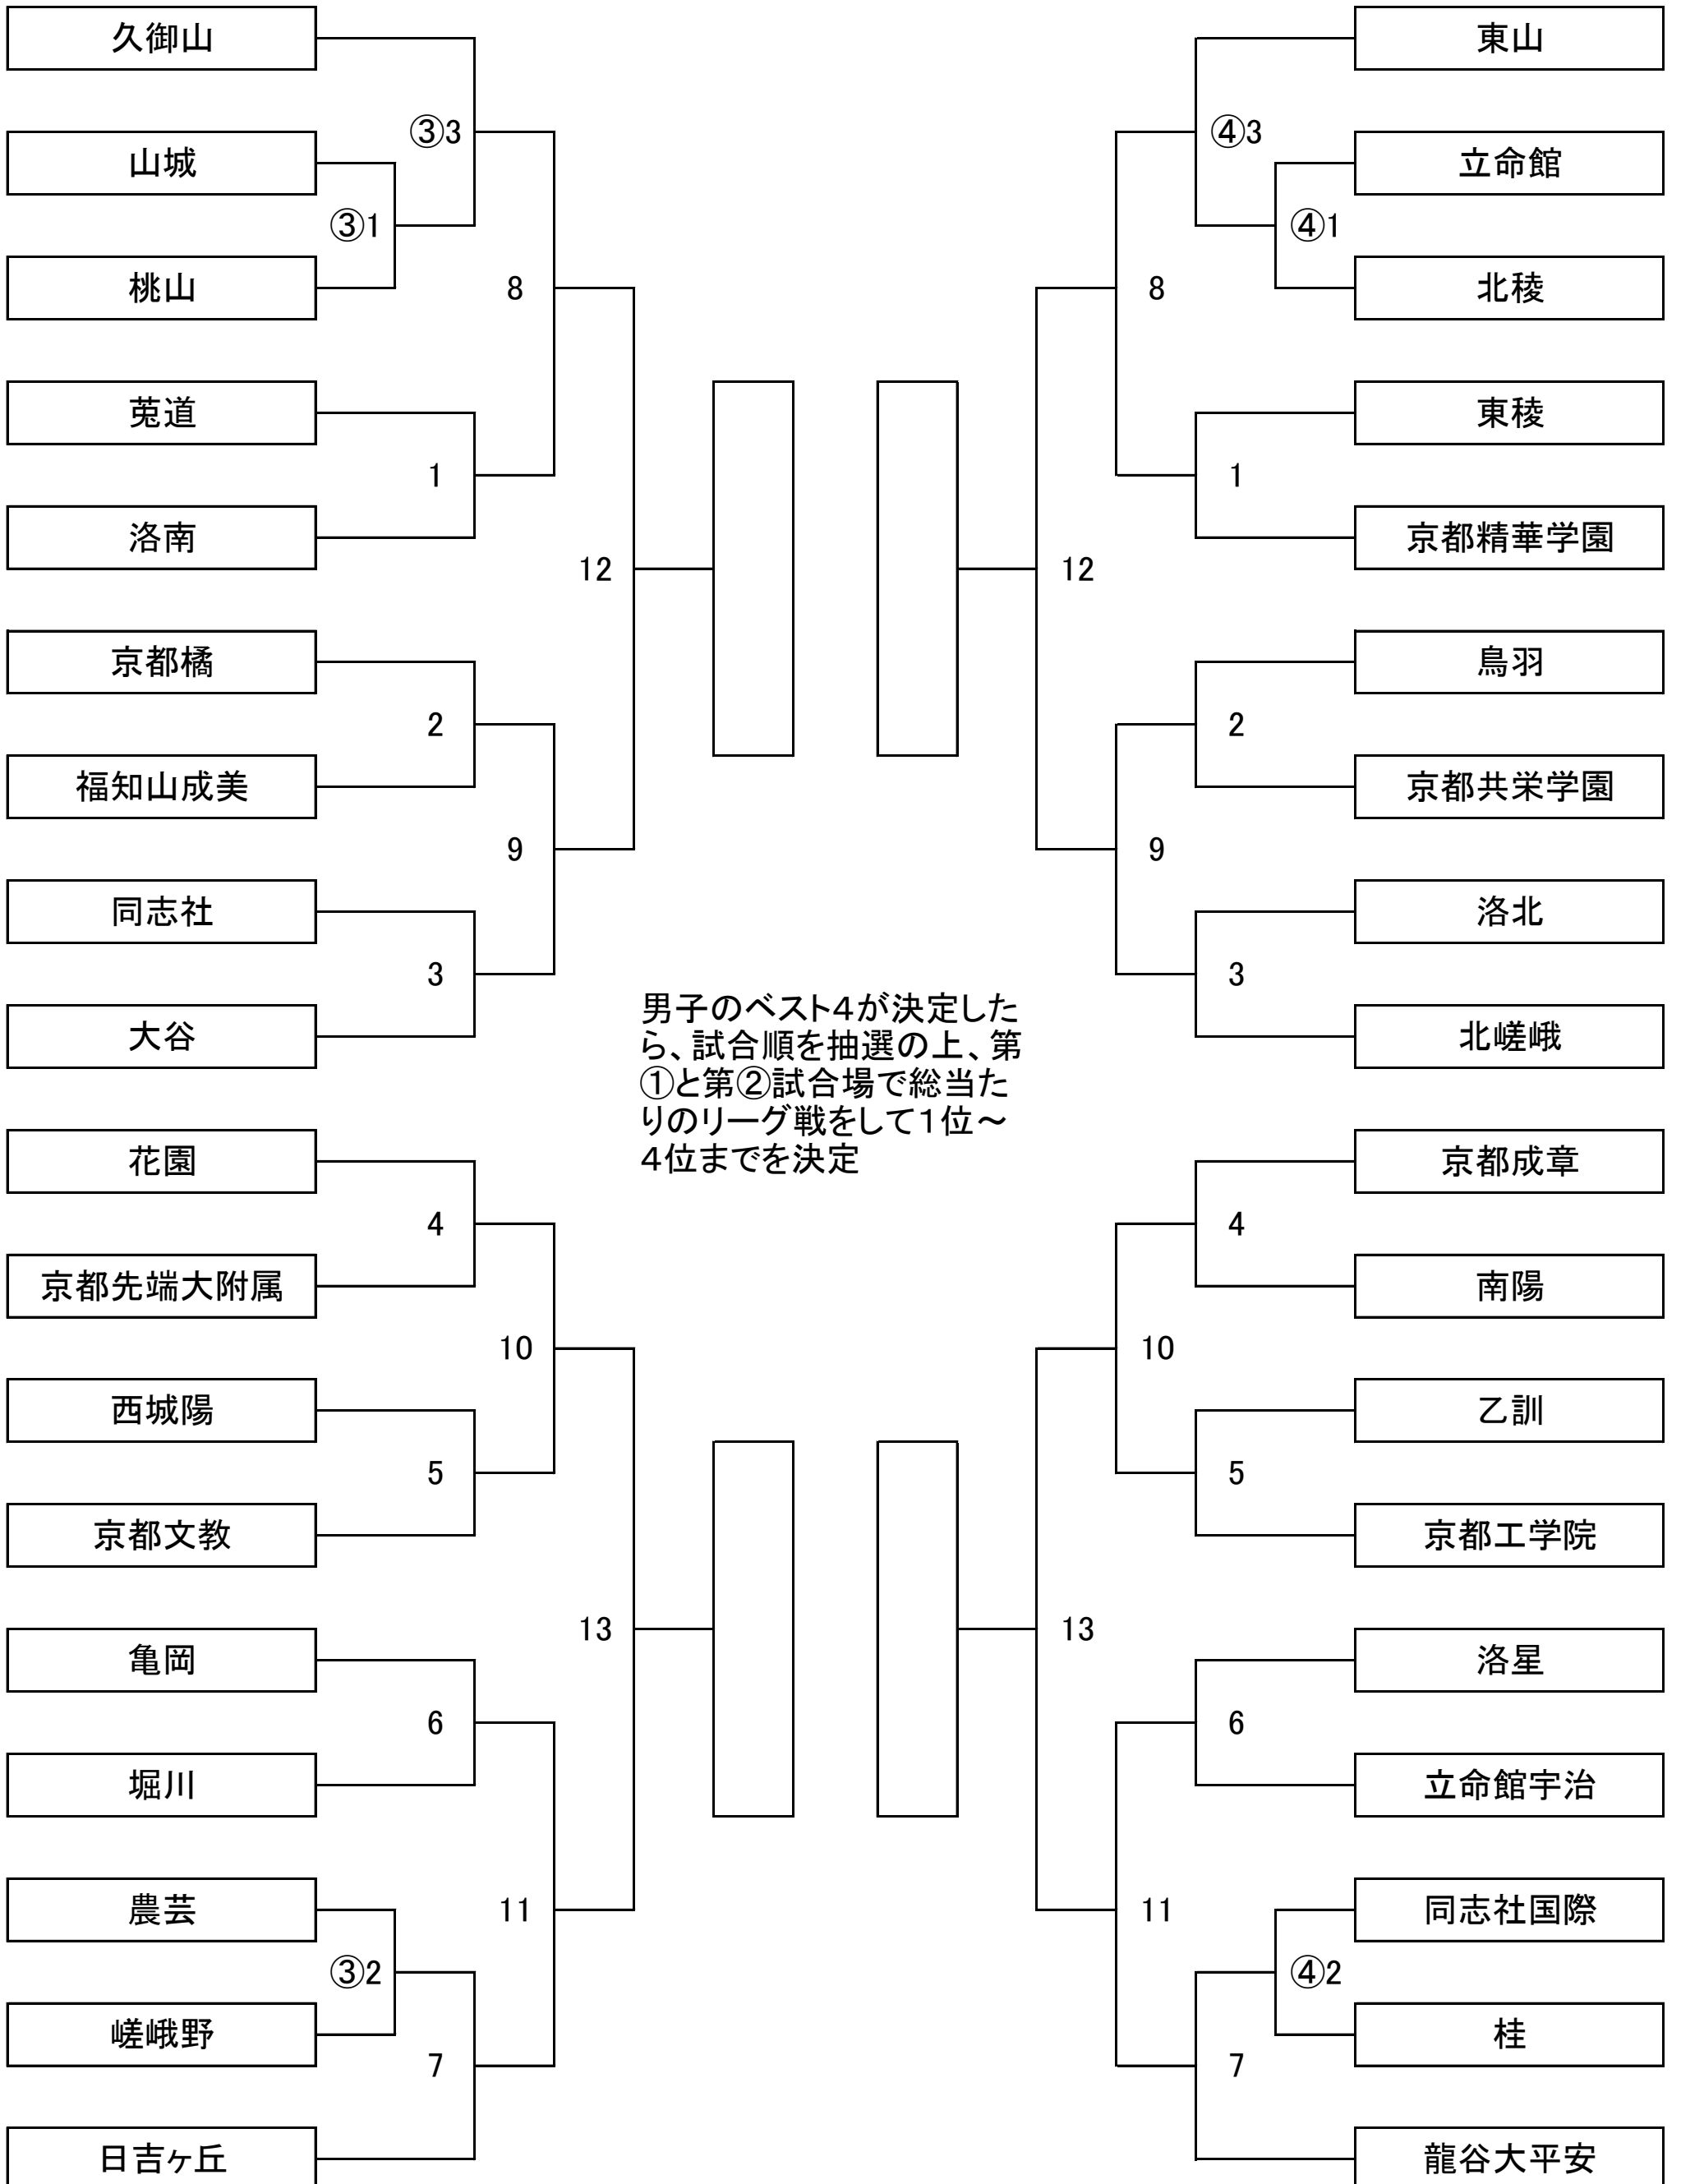 久御山
山城
桃山
莵道
洛南
京都橘
福知山成美
同志社
大谷
花園
京都先端大附属
西城陽
京都文教
亀岡
堀川
農芸
嵯峨野
日吉ヶ丘
③1
③2
③3
1
2
3
4
5
6
7
8
9
10
11
12
13
男子のベスト4が決定した
ら、試合順を抽選の上、第
①と第②試合場で総当た
りのリーグ戦をして1位～
4位までを決定
12
13
8
9
10
11
④3
1
2
3
4
5
6
7
④1
④2
東山
立命館
北稜
東稜
京都精華学園
鳥羽
京都共栄学園
洛北
北嵯峨
京都成章
南陽
乙訓
京都工学院
洛星
立命館宇治
同志社国際
桂
龍谷大平安